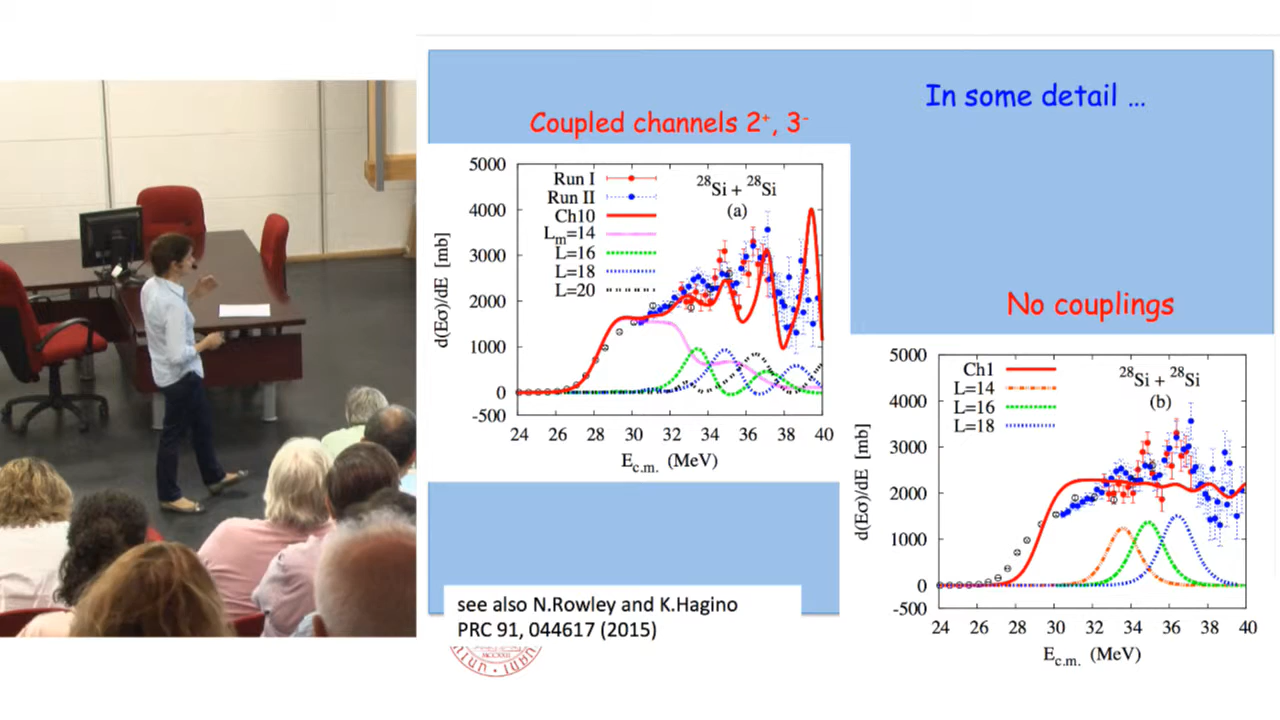 In some detail ...
Coupled channels 2⁺, 3⁻
5000
4000
3000
2000
1000
0
-500
d(Eσ)/dE [mb]
Run I
Run II
Ch10
Lₘ=14
L=16
L=18
L=20
²⁸Si + ²⁸Si
(a)
24 26 28 30 32 34 36 38 40
E_c.m. (MeV)
No couplings
5000
4000
3000
2000
1000
0
-500
d(Eσ)/dE [mb]
Ch1
L=14
L=16
L=18
²⁸Si + ²⁸Si
(b)
24 26 28 30 32 34 36 38 40
E_c.m. (MeV)
see also N.Rowley and K.Hagino
PRC 91, 044617 (2015)